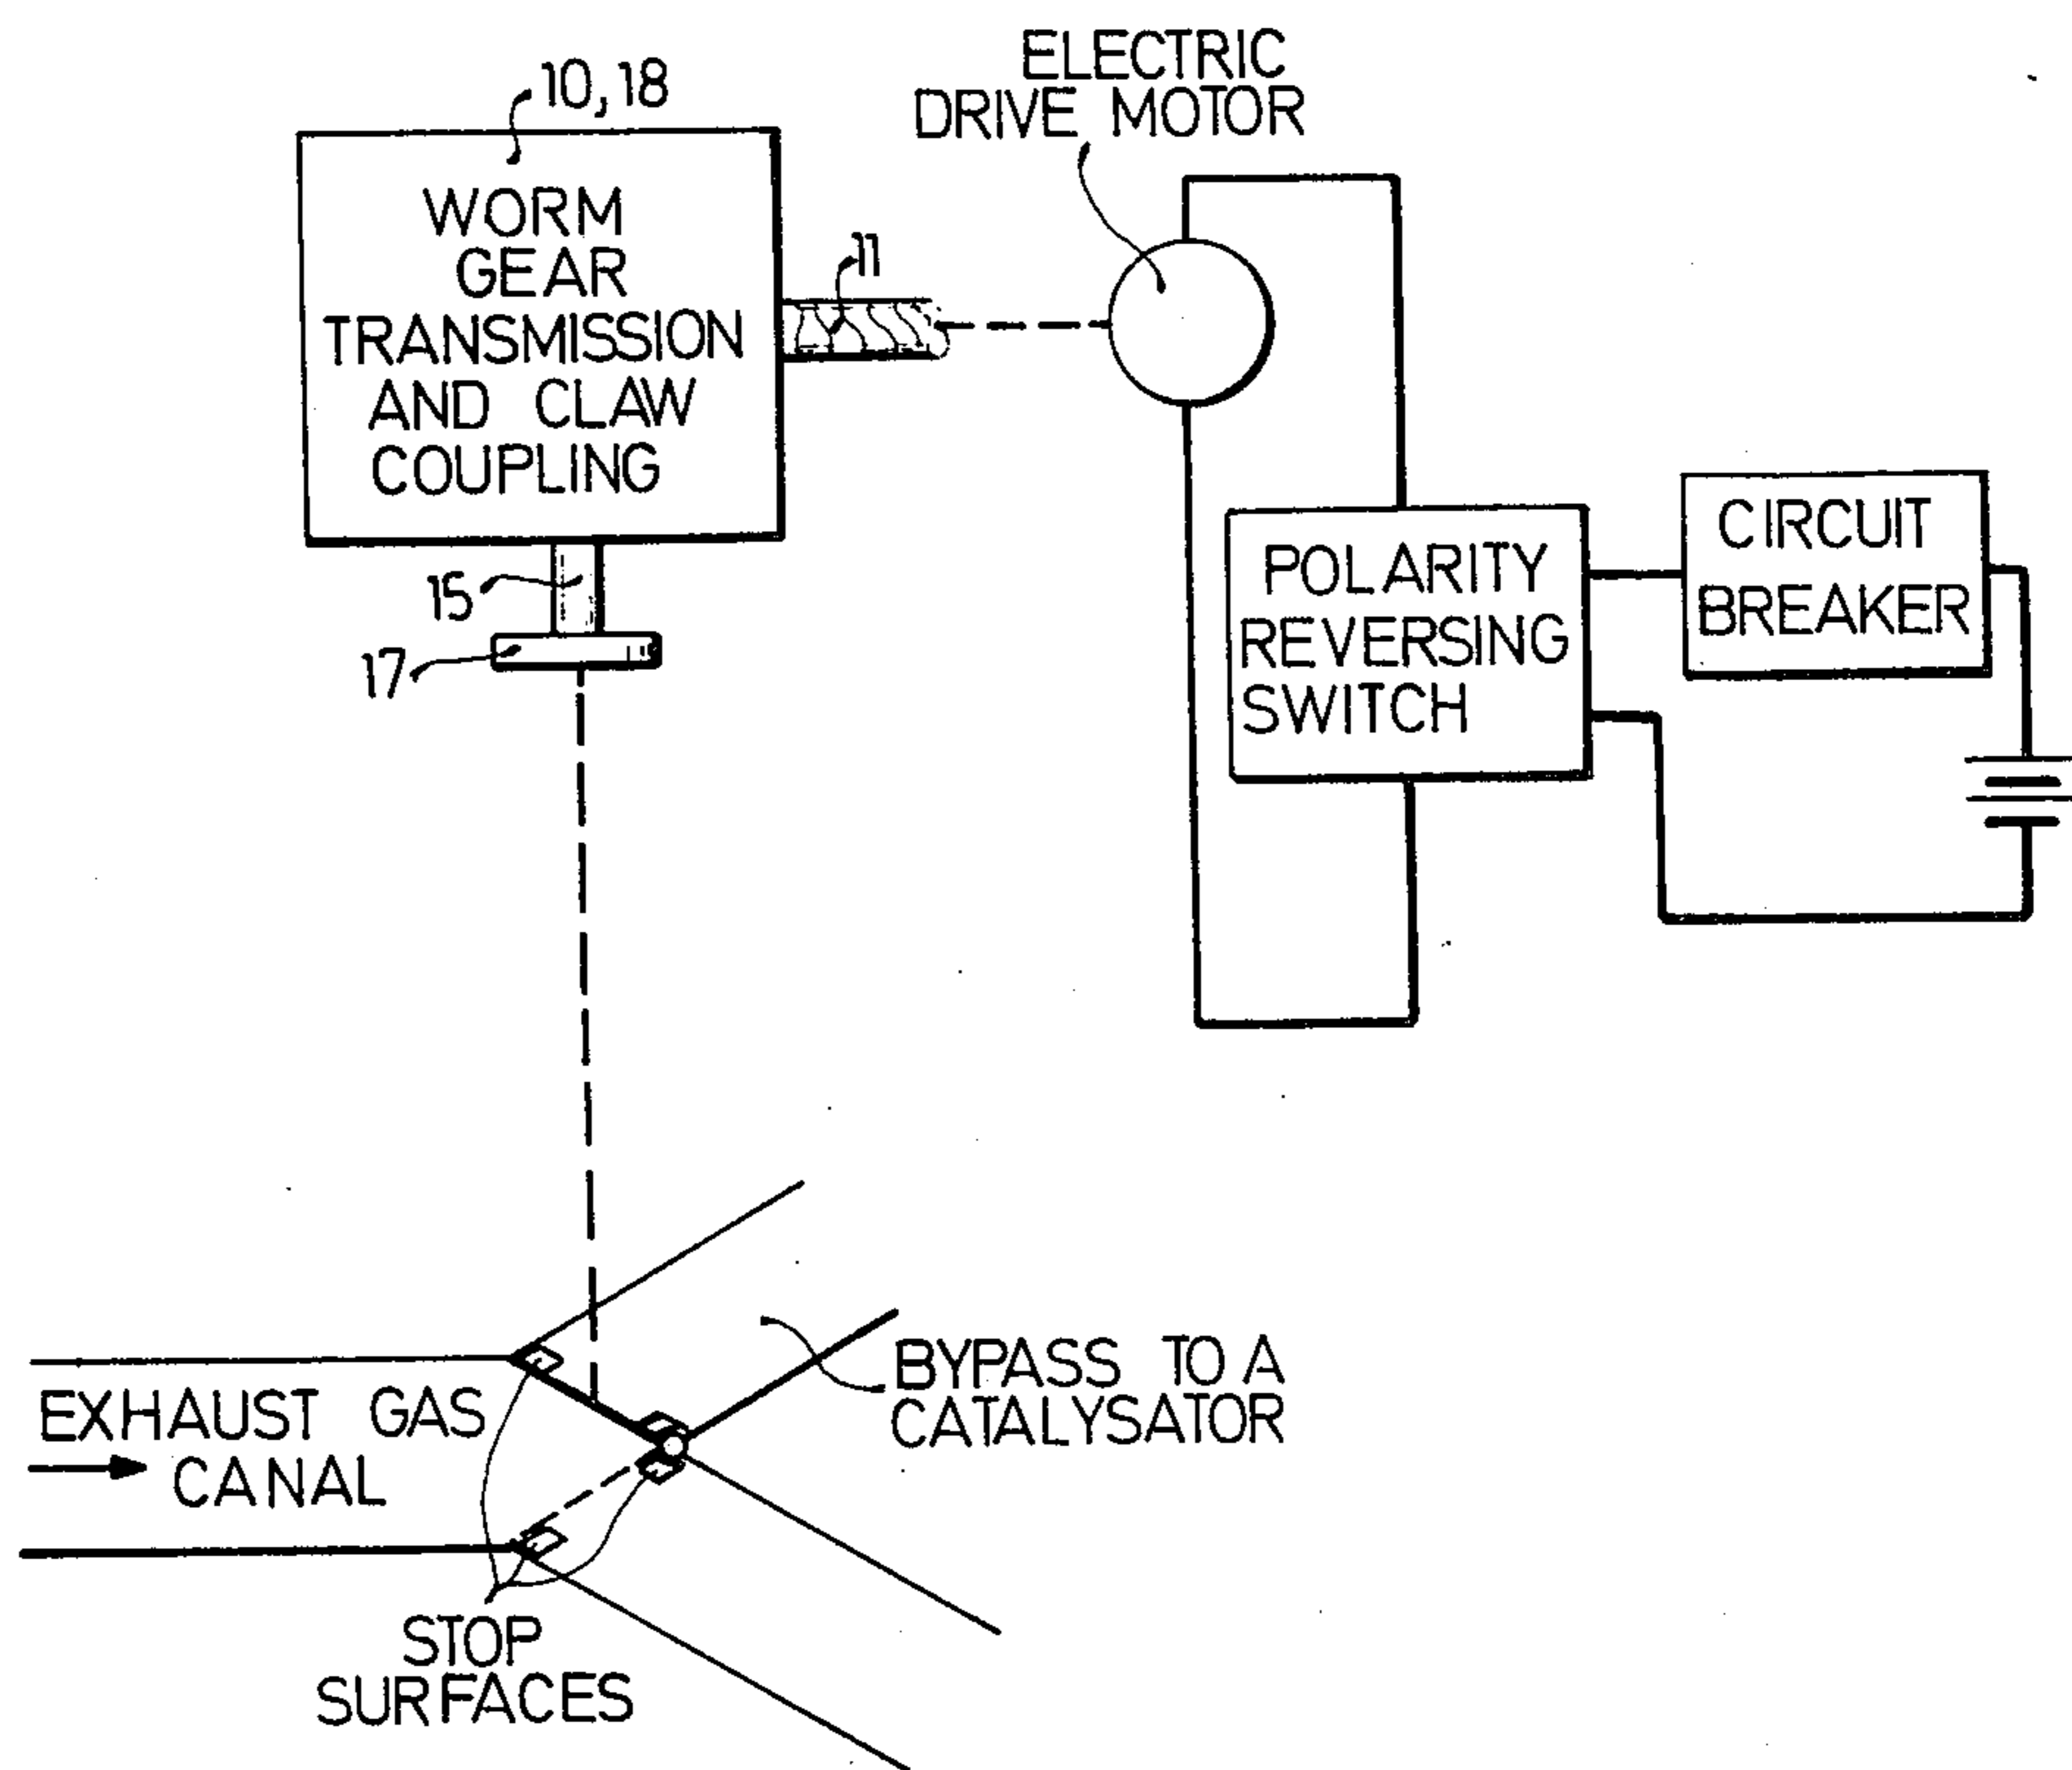 ELECTRIC
DRIVE MOTOR
10,18
WORM
GEAR
TRANSMISSION
AND CLAW
COUPLING
11
15
17
POLARITY
REVERSING
SWITCH
CIRCUIT
BREAKER
EXHAUST GAS
CANAL
BYPASS TO A
CATALYSATOR
STOP
SURFACES